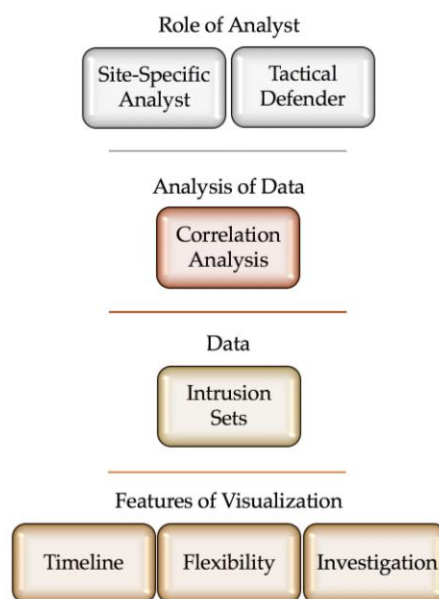 Role of Analyst
Site-Specific Analyst
Tactical Defender
Analysis of Data
Correlation Analysis
Data
Intrusion Sets
Features of Visualization
Timeline
Flexibility
Investigation